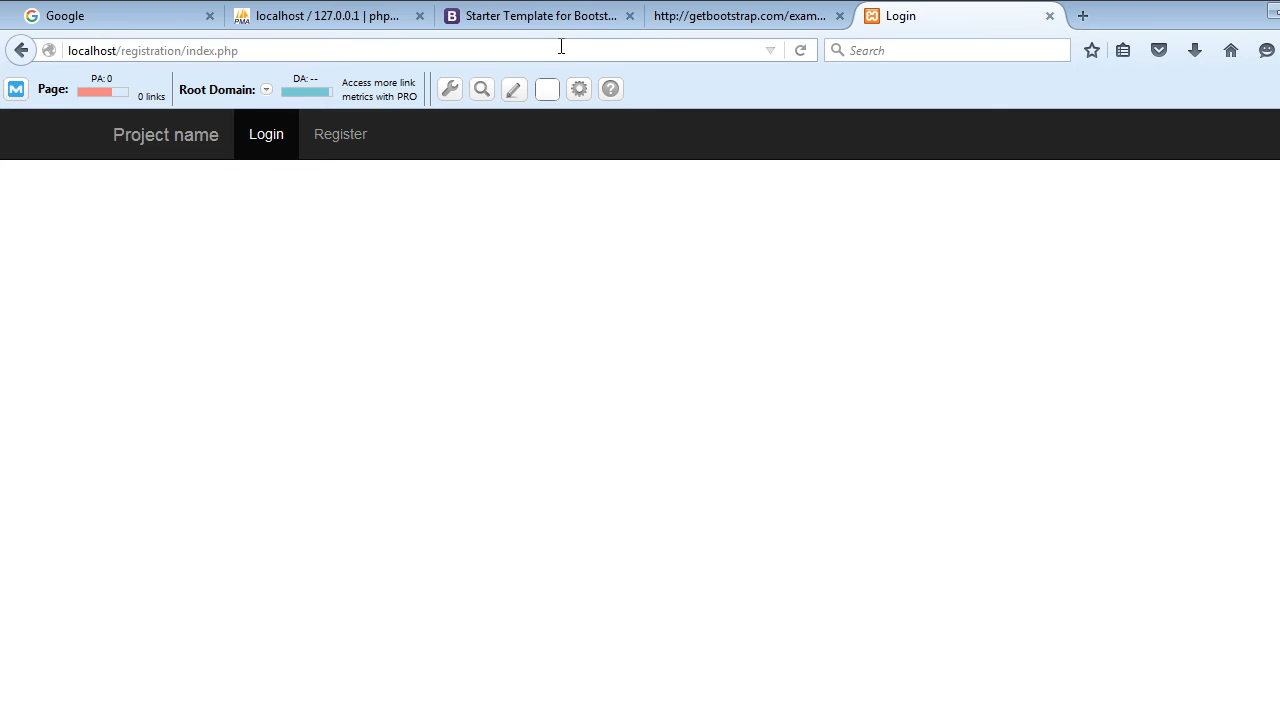 Google
localhost / 127.0.0.1 | php...
Starter Template for Bootst...
http://getbootstrap.com/exam...
Login
localhost/registration/index.php
Search
Page:
PA: 0
0 links
Root Domain:
DA: --
Access more link
metrics with PRO
Project name
Login
Register